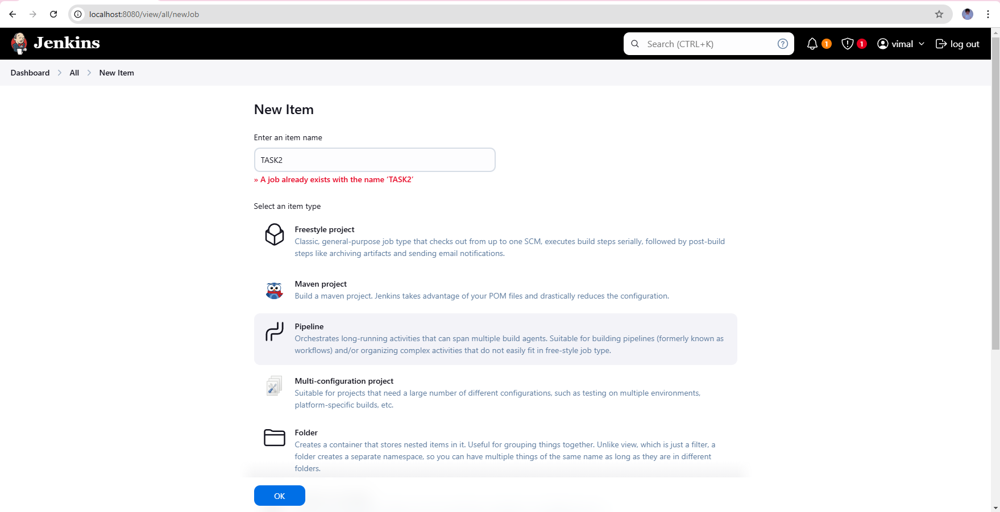 localhost:8080/view/all/newJob
Jenkins
Search (CTRL+K)
?
1
1
vimal
log out
Dashboard
All
New Item
New Item
Enter an item name
TASK2
» A job already exists with the name ‘TASK2’
Select an item type
Freestyle project
Classic, general-purpose job type that checks out from up to one SCM, executes build steps serially, followed by post-build
steps like archiving artifacts and sending email notifications.
Maven project
Build a maven project. Jenkins takes advantage of your POM files and drastically reduces the configuration.
Pipeline
Orchestrates long-running activities that can span multiple build agents. Suitable for building pipelines (formerly known as
workflows) and/or organizing complex activities that do not easily fit in free-style job type.
Multi-configuration project
Suitable for projects that need a large number of different configurations, such as testing on multiple environments,
platform-specific builds, etc.
Folder
Creates a container that stores nested items in it. Useful for grouping things together. Unlike view, which is just a filter, a
folder creates a separate namespace, so you can have multiple things of the same name as long as they are in different
folders.
OK